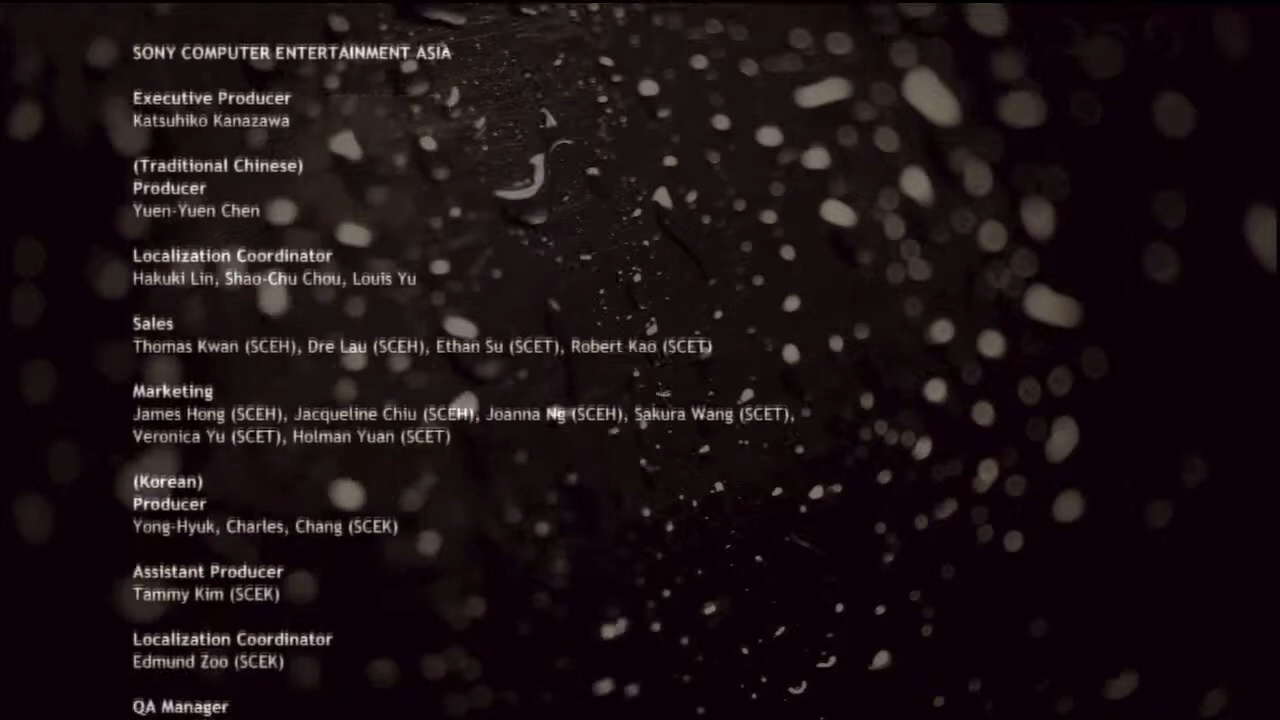 SONY COMPUTER ENTERTAINMENT ASIA
Executive Producer
Katsuhiko Kanazawa
(Traditional Chinese)
Producer
Yuen-Yuen Chen
Localization Coordinator
Hakuki Lin, Shao-Chu Chou, Louis Yu
Sales
Thomas Kwan (SCEH), Dre Lau (SCEH), Ethan Su (SCET), Robert Kao (SCET)
Marketing
James Hong (SCEH), Jacqueline Chiu (SCEH), Joanna Ng (SCEH), Sakura Wang (SCET),
Veronica Yu (SCET), Holman Yuan (SCET)
(Korean)
Producer
Yong-Hyuk, Charles, Chang (SCEK)
Assistant Producer
Tammy Kim (SCEK)
Localization Coordinator
Edmund Zoo (SCEK)
QA Manager